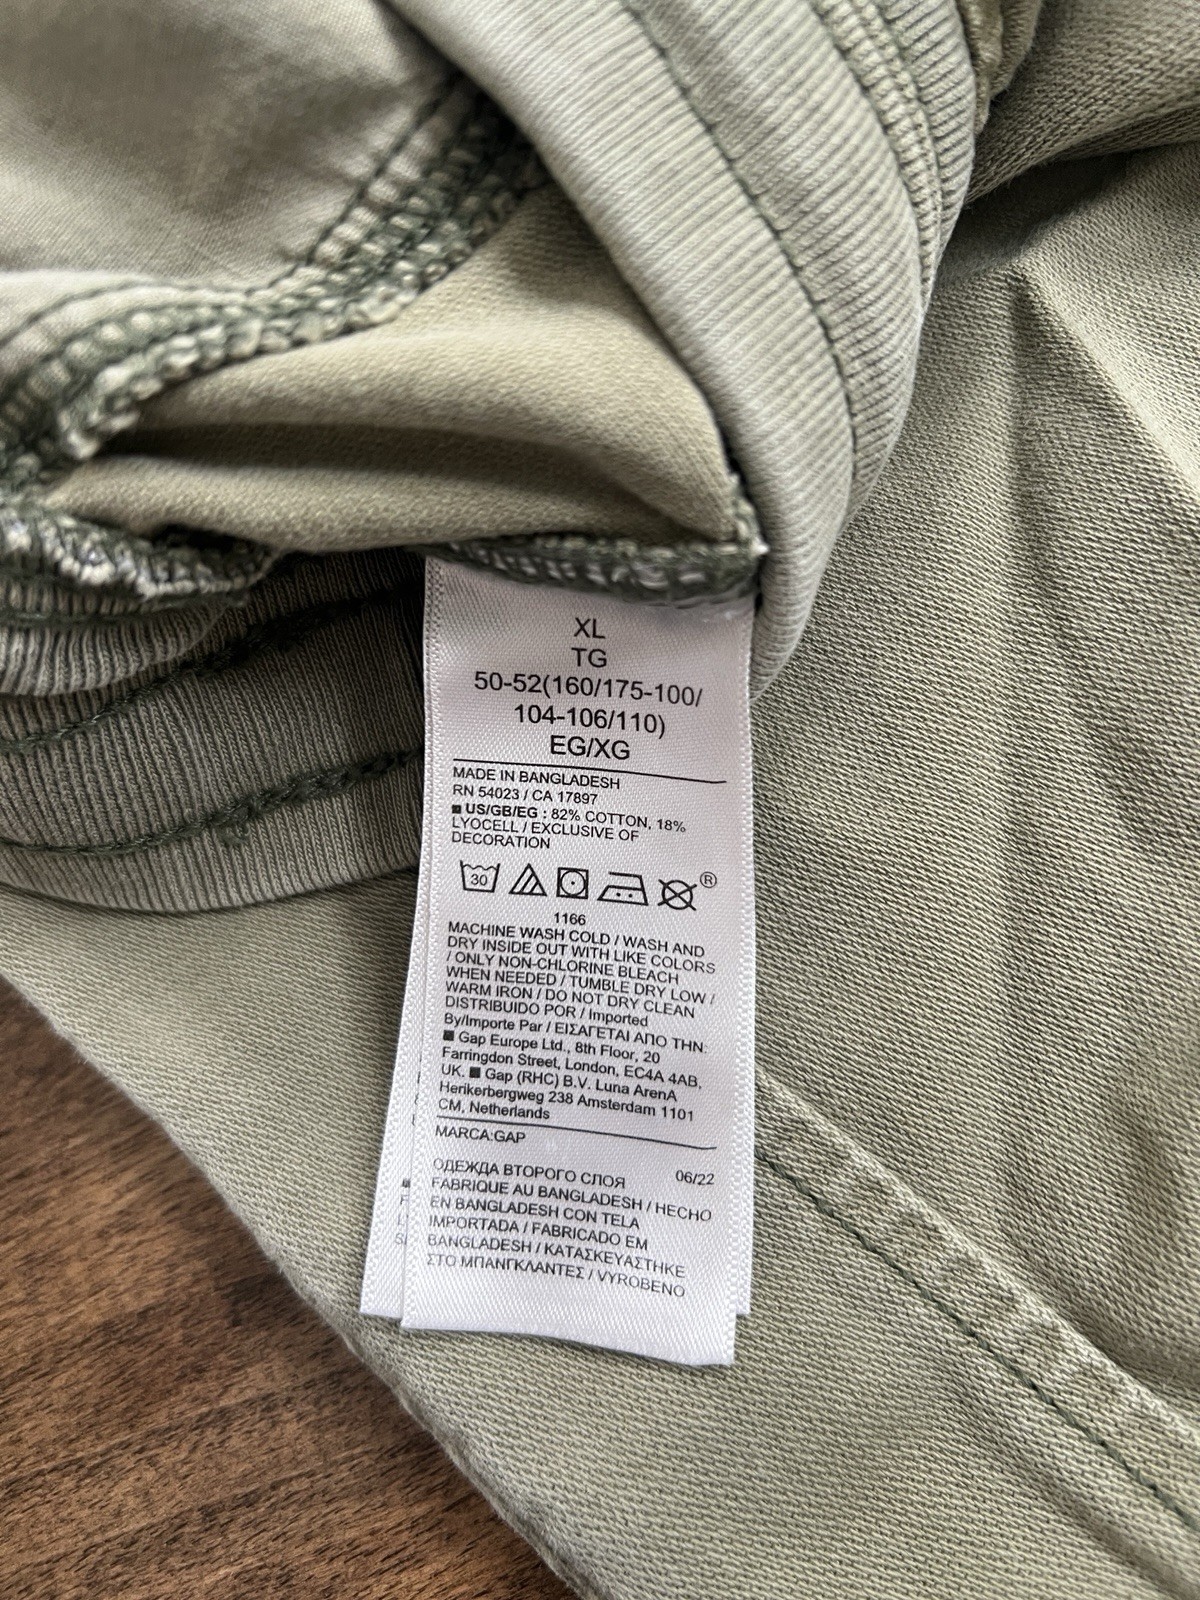 XL
TG
50-52(160/175-100/
104-106/110)
EG/XG
MADE IN BANGLADESH
RN 54023 / CA 17897
■ US/GB/EG : 82% COTTON, 18%
LYOCELL / EXCLUSIVE OF
DECORATION
30
®
1166
MACHINE WASH COLD / WASH AND
DRY INSIDE OUT WITH LIKE COLORS
/ ONLY NON-CHLORINE BLEACH
WHEN NEEDED / TUMBLE DRY LOW /
WARM IRON / DO NOT DRY CLEAN
DISTRIBUIDO POR / Imported
By/Importe Par / ΕΙΣΑΓΕΤΑΙ ΑΠΟ ΤΗΝ:
■ Gap Europe Ltd., 8th Floor, 20
Farringdon Street, London, EC4A 4AB,
UK. ■ Gap (RHC) B.V. Luna ArenA
Herikerbergweg 238 Amsterdam 1101
CM, Netherlands
MARCA:GAP
ОДЕЖДА ВТОРОГО СЛОЯ 06/22
FABRIQUE AU BANGLADESH / HECHO
EN BANGLADESH CON TELA
IMPORTADA / FABRICADO EM
BANGLADESH / ΚΑΤΑΣΚΕΥΑΣΤΗΚΕ
ΣΤΟ ΜΠΑΝΓΚΛΑΝΤΕΣ / VYROBENO